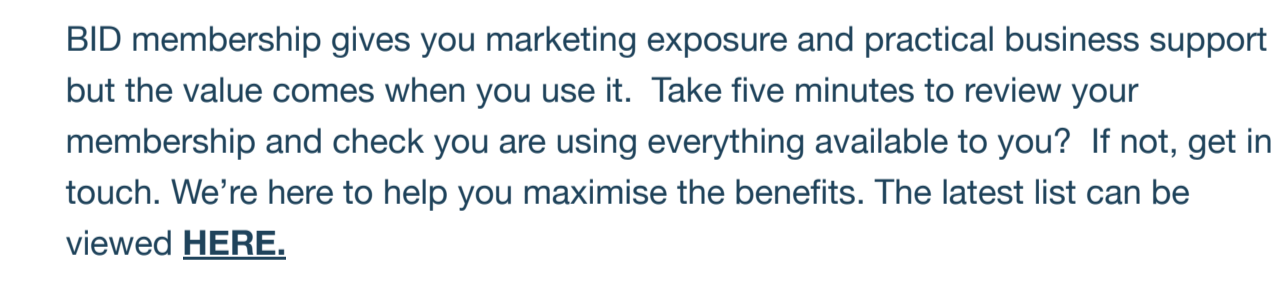 BID membership gives you marketing exposure and practical business support
but the value comes when you use it.  Take five minutes to review your
membership and check you are using everything available to you?  If not, get in
touch. We’re here to help you maximise the benefits. The latest list can be
viewed HERE.